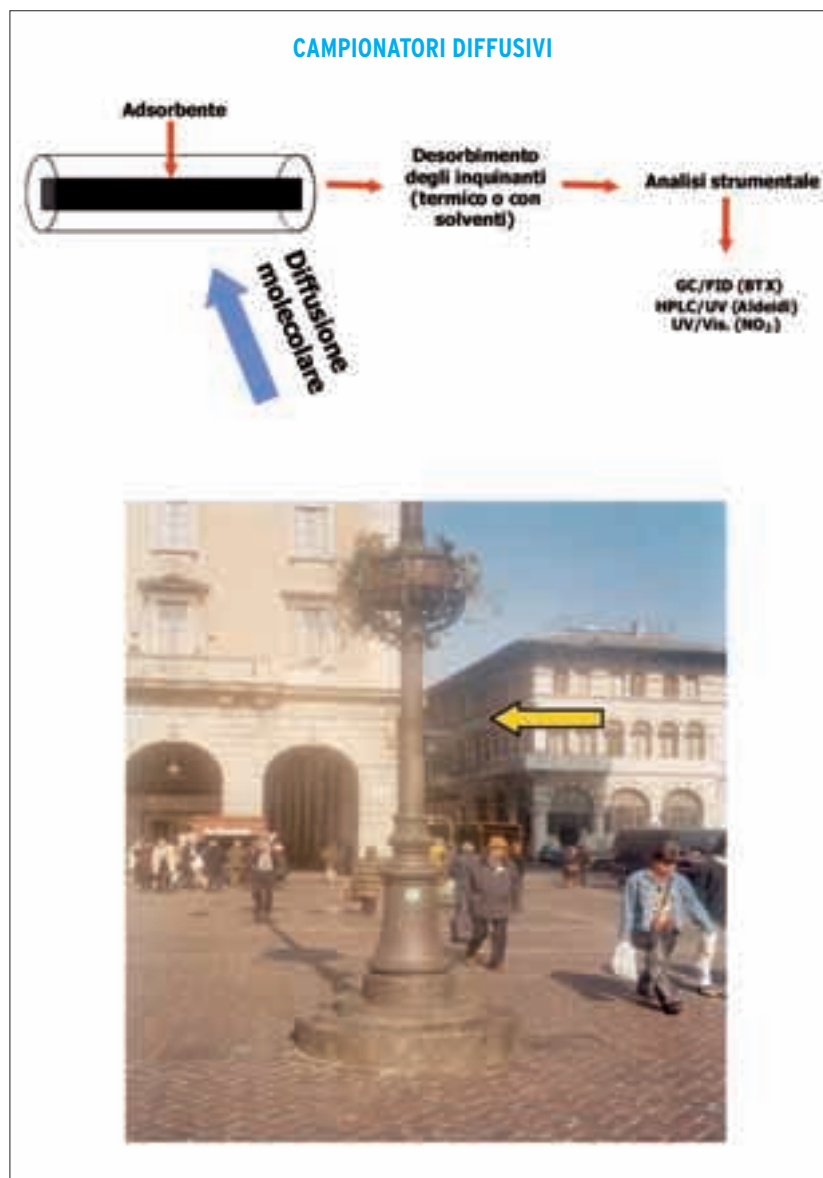 CAMPIONATORI DIFFUSIVI
Adsorbente
Desorbimento
degli inquinanti
(termico o con
solventi)
Analisi strumentale
Diffusione
molecolare
GC/FID (BTX)
HPLC/UV (Aldeidi)
UV/Vis. (NO₂)